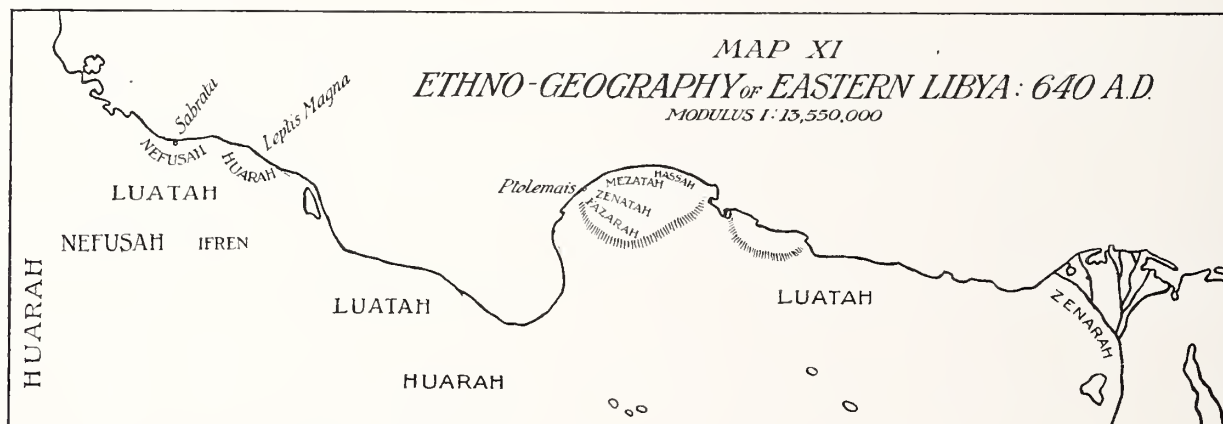 MAP XI
ETHNO-GEOGRAPHY OF EASTERN LIBYA: 640 A.D.
MODULUS 1:13,550,000
Sabrata
Leptis Magna
NEFUSAH
HUARAH
LUATAH
NEFUSAH
IFREN
HUARAH
LUATAH
HUARAH
Ptolemais
HASSAH
MEZATAH
ZENATAH
FAZARAH
LUATAH
ZENARAH